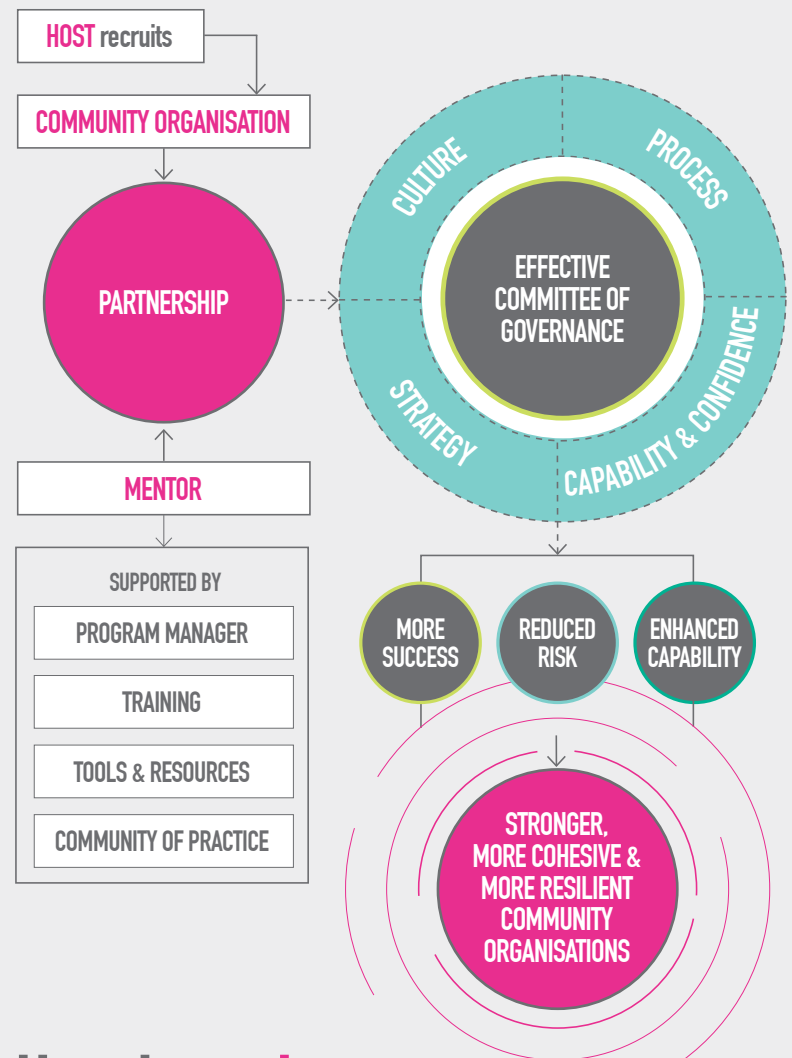 HOST recruits
COMMUNITY ORGANISATION
PARTNERSHIP
MENTOR
SUPPORTED BY
PROGRAM MANAGER
TRAINING
TOOLS & RESOURCES
COMMUNITY OF PRACTICE
CULTURE
PROCESS
STRATEGY
CAPABILITY & CONFIDENCE
EFFECTIVE
COMMITTEE OF
GOVERNANCE
MORE
SUCCESS
REDUCED
RISK
ENHANCED
CAPABILITY
STRONGER,
MORE COHESIVE &
MORE RESILIENT
COMMUNITY
ORGANISATIONS